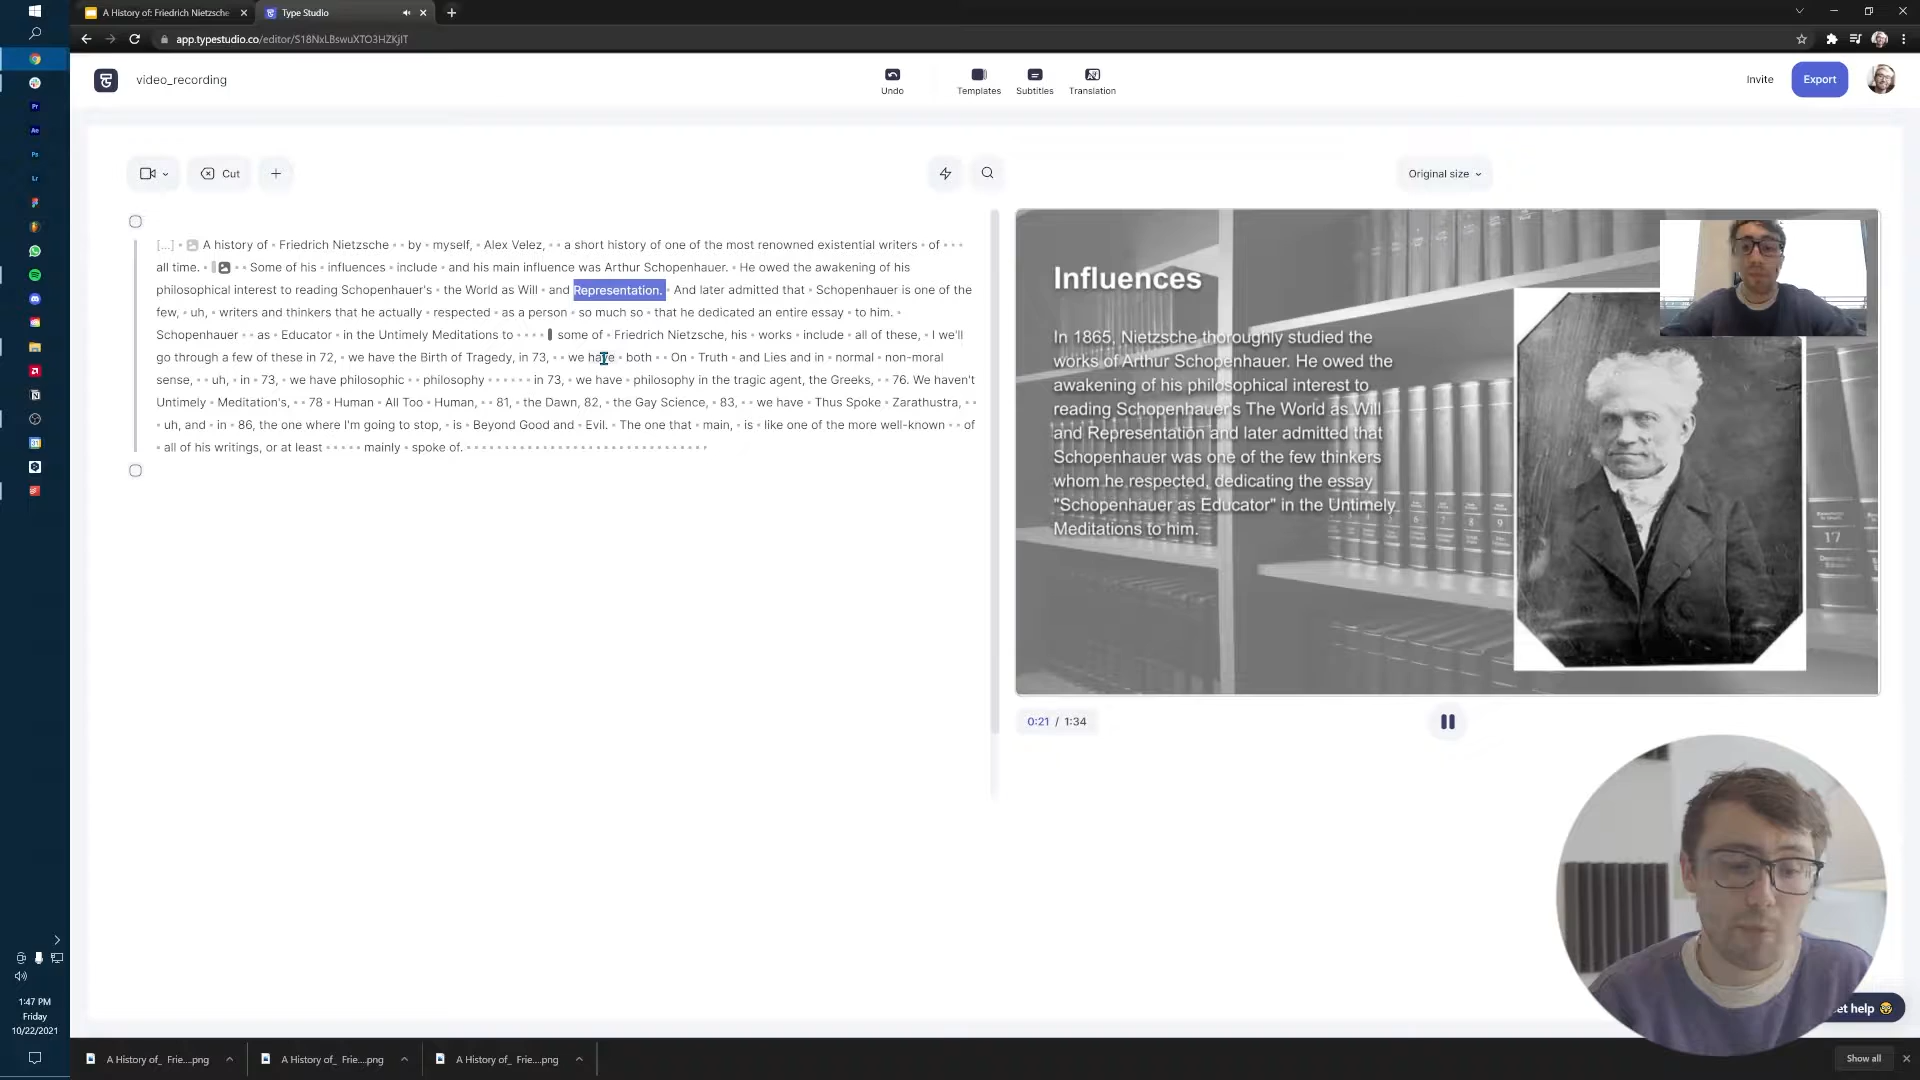 A History of: Friedrich Nietzsche
Type Studio
app.typestudio.co/editor/S18NxLBswuXTO3HZKjIT
video_recording
Undo
Templates
Subtitles
Translation
Invite
Export
Cut
Original size
[...] A history of Friedrich Nietzsche by myself, Alex Velez, a short history of one of the most renowned existential writers of
all time. Some of his influences include and his main influence was Arthur Schopenhauer. He owed the awakening of his
philosophical interest to reading Schopenhauer's the World as Will and Representation. And later admitted that Schopenhauer is one of the
few, uh, writers and thinkers that he actually respected as a person so much so that he dedicated an entire essay to him.
Schopenhauer as Educator in the Untimely Meditations to some of Friedrich Nietzsche, his works include all of these, I we'll
go through a few of these in 72, we have the Birth of Tragedy, in 73, we have both On Truth and Lies and in normal non-moral
sense, uh, in 73, we have philosophic philosophy in 73, we have philosophy in the tragic agent, the Greeks, 76. We haven't
Untimely Meditation's, 78 Human All Too Human, 81, the Dawn, 82, the Gay Science, 83, we have Thus Spoke Zarathustra,
uh, and in 86, the one where I'm going to stop, is Beyond Good and Evil. The one that main, is like one of the more well-known of
all of his writings, or at least mainly spoke of.
Influences
In 1865, Nietzsche thoroughly studied the
works of Arthur Schopenhauer. He owed the
awakening of his philosophical interest to
reading Schopenhauer's The World as Will
and Representation and later admitted that
Schopenhauer was one of the few thinkers
whom he respected, dedicating the essay
"Schopenhauer as Educator" in the Untimely
Meditations to him.
17
0:21 / 1:34
Pr
Ae
Ps
Lr
1:47 PM
Friday
10/22/2021
A History of_ Frie....png
A History of_ Frie....png
A History of_ Frie....png
Show all
et help